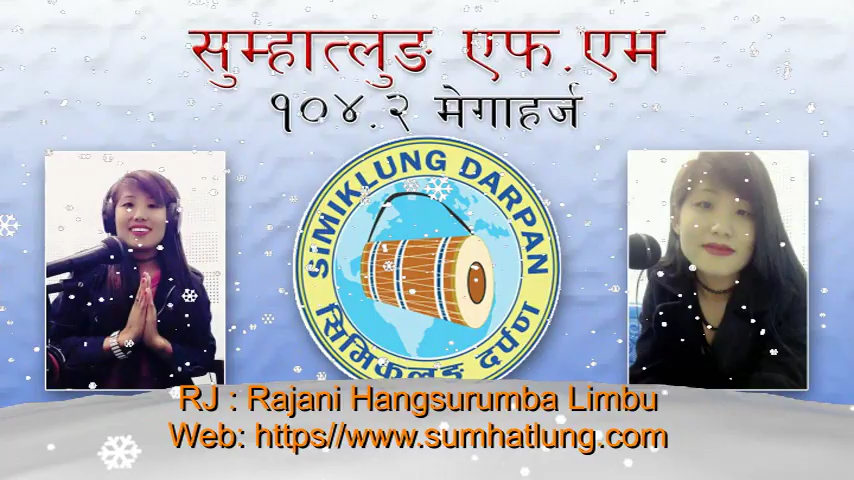 सुम्हात्लुङ एफ.एम
१०४.२ मेगाहर्ज
SIMIKLUNG DARPAN
सिमिकलुङ दर्पण
RJ : Rajani Hangsurumba Limbu
Web: https//www.sumhatlung.com